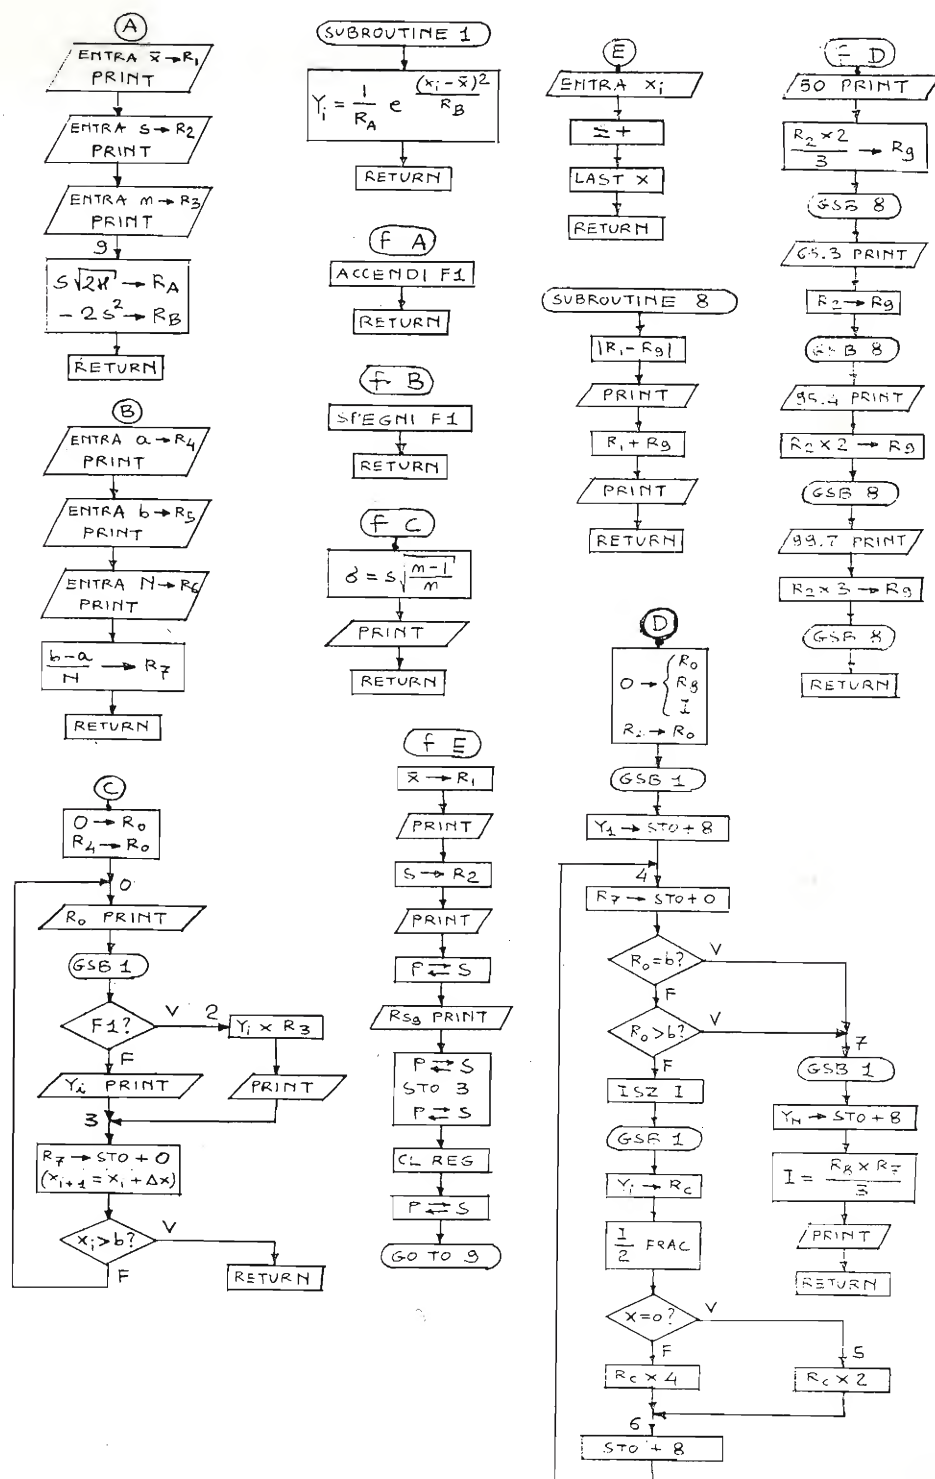 A
ENTRA x̄→R1
PRINT
ENTRA s→R2
PRINT
ENTRA m→R3
PRINT
9
s√2π → RA
- 2s² → RB
RETURN
B
ENTRA a→R4
PRINT
ENTRA b→R5
PRINT
ENTRA N→R6
PRINT
b-a / N → R7
RETURN
C
0 → R0
R4 → R0
0
R0 PRINT
GSB 1
F1?
V
2
Yi × R3
F
Yi PRINT
PRINT
3
R7 → STO + 0
(xi+1 = xi + Δx)
xi > b?
V
F
RETURN
SUBROUTINE 1
Yi = 1/RA e (xi - x̄)²/RB
RETURN
f A
ACCENDI F1
RETURN
f B
SPEGNI F1
RETURN
f C
σ = s√(m-1/m)
PRINT
RETURN
f E
x̄ → R1
PRINT
s → R2
PRINT
P ⇄ S
RS9 PRINT
P ⇄ S
STO 3
P ⇄ S
CL REG
P ⇄ S
GO TO 9
E
ENTRA xi
Σ +
LAST X
RETURN
SUBROUTINE 8
|R1 - R9|
PRINT
R1 + R9
PRINT
RETURN
D
0 → { R0
R8
I
→ R0
GSB 1
Y1 → STO + 8
4
R7 → STO + 0
R0 = b?
V
F
R0 > b?
V
7
F
ISZ I
GSB 1
Yi → Rc
I/2 FRAC
x = 0?
V
F
5
Rc × 4
Rc × 2
6
STO + 8
GSB 1
YN → STO + 8
I = R8 × R7 / 3
PRINT
RETURN
f D
50 PRINT
R2 × 2 / 3 → R9
GSB 8
68.3 PRINT
R2 → R9
GSB 8
95.4 PRINT
R2 × 2 → R9
GSB 8
99.7 PRINT
R2 × 3 → R9
GSB 8
RETURN